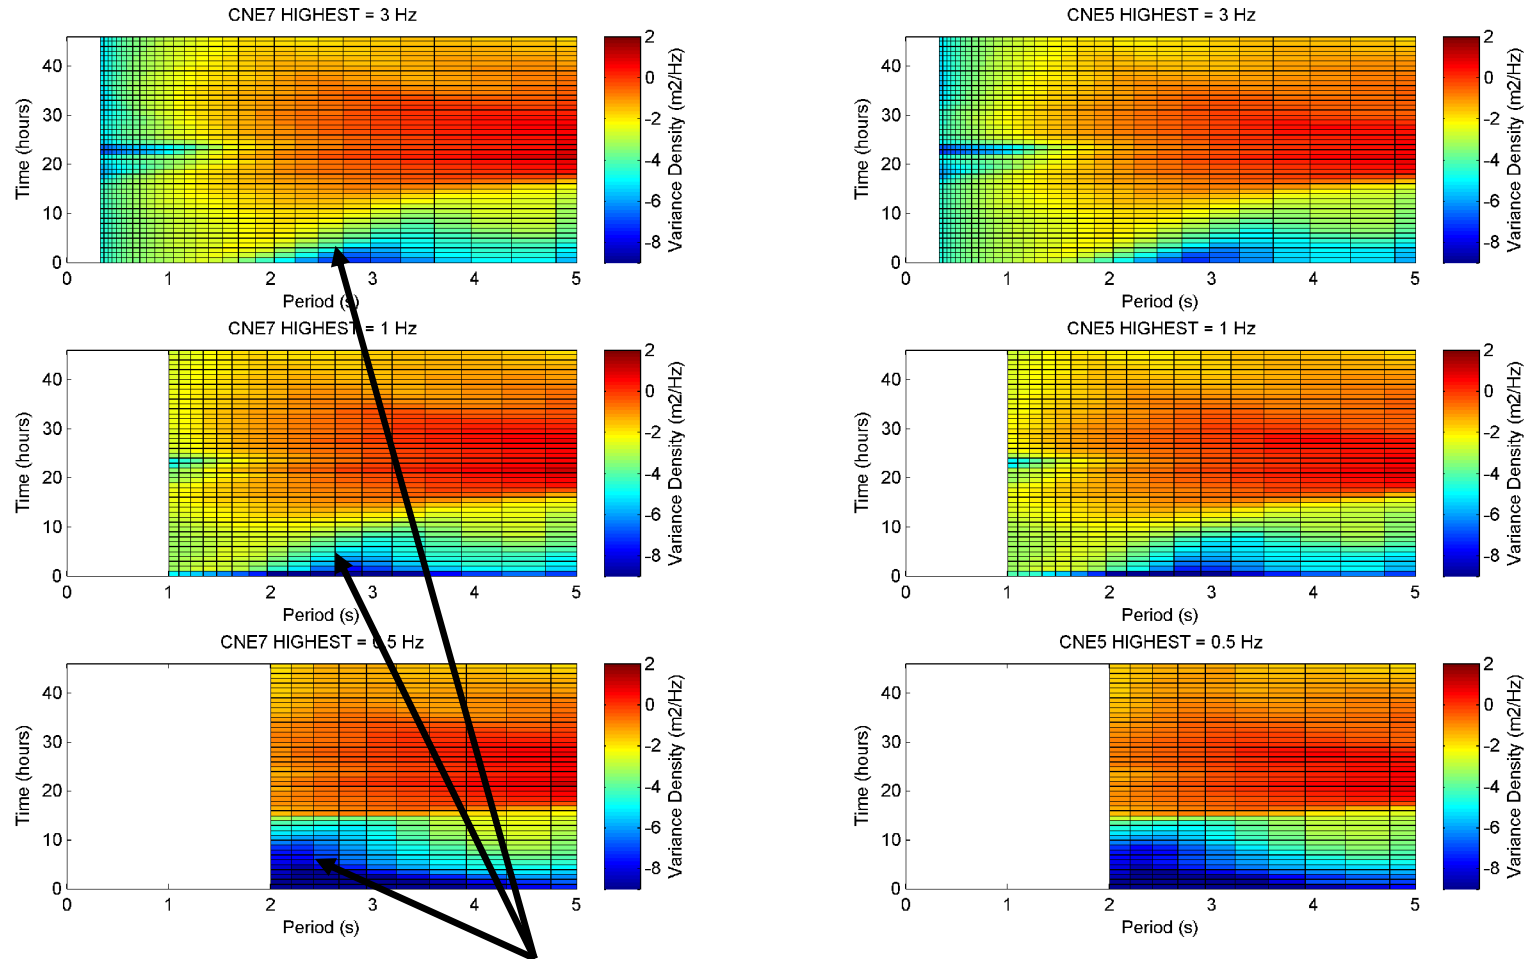 CNE7 HIGHEST = 3 Hz
40
30
20
10
0
Time (hours)
0 1 2 3 4 5
Period (s)
2
0
-2
-4
-6
-8
Variance Density (m2/Hz)
CNE5 HIGHEST = 3 Hz
40
30
20
10
0
Time (hours)
0 1 2 3 4 5
Period (s)
2
0
-2
-4
-6
-8
Variance Density (m2/Hz)
CNE7 HIGHEST = 1 Hz
40
30
20
10
0
Time (hours)
0 1 2 3 4 5
Period (s)
2
0
-2
-4
-6
-8
Variance Density (m2/Hz)
CNE5 HIGHEST = 1 Hz
40
30
20
10
0
Time (hours)
0 1 2 3 4 5
Period (s)
2
0
-2
-4
-6
-8
Variance Density (m2/Hz)
CNE7 HIGHEST = 0.5 Hz
40
30
20
10
0
Time (hours)
0 1 2 3 4 5
Period (s)
2
0
-2
-4
-6
-8
Variance Density (m2/Hz)
CNE5 HIGHEST = 0.5 Hz
40
30
20
10
0
Time (hours)
0 1 2 3 4 5
Period (s)
2
0
-2
-4
-6
-8
Variance Density (m2/Hz)